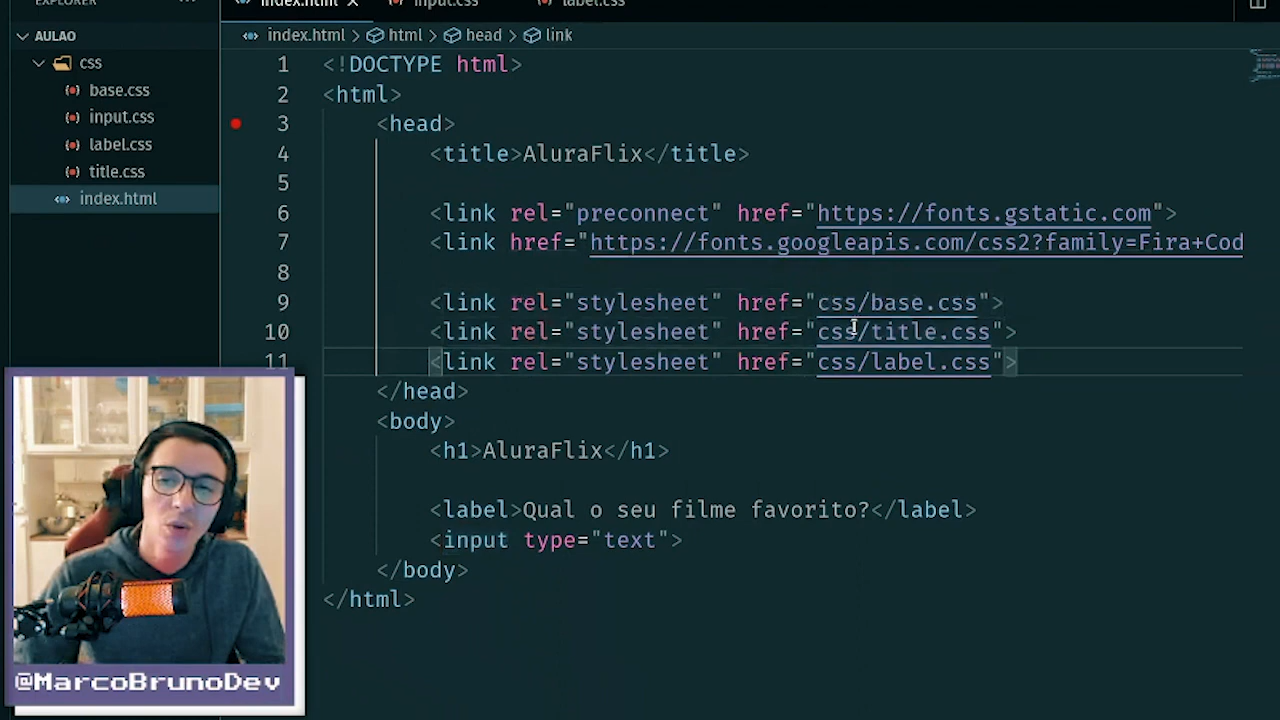 EXPLORER
index.html
input.css
label.css
AULAO
index.html > html > head > link
css
base.css
input.css
label.css
title.css
index.html
1 <!DOCTYPE html>
2 <html>
3 <head>
4 <title>AluraFlix</title>
5
6 <link rel="preconnect" href="https://fonts.gstatic.com">
7 <link href="https://fonts.googleapis.com/css2?family=Fira+Cod
8
9 <link rel="stylesheet" href="css/base.css">
10 <link rel="stylesheet" href="css/title.css">
11 <link rel="stylesheet" href="css/label.css">
</head>
<body>
<h1>AluraFlix</h1>
<label>Qual o seu filme favorito?</label>
<input type="text">
</body>
</html>
@MarcoBrunoDev